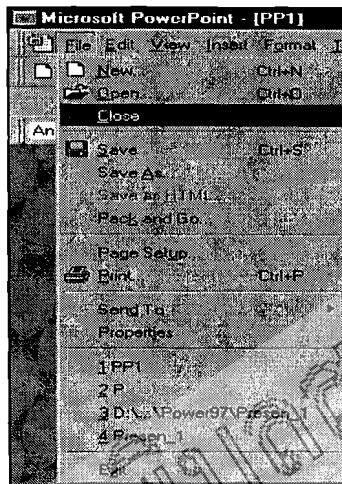 Microsoft PowerPoint - [PP1]
File Edit View Insert Format
New... Ctrl+N
Open... Ctrl+O
Close
An
Save Ctrl+S
Save As...
Save as HTML...
Pack and Go...
Page Setup...
Print... Ctrl+P
Send To
Properties
1 PP1
2 P
3 D:\...\Power97\Presen_1
4 Presen_1
Exit